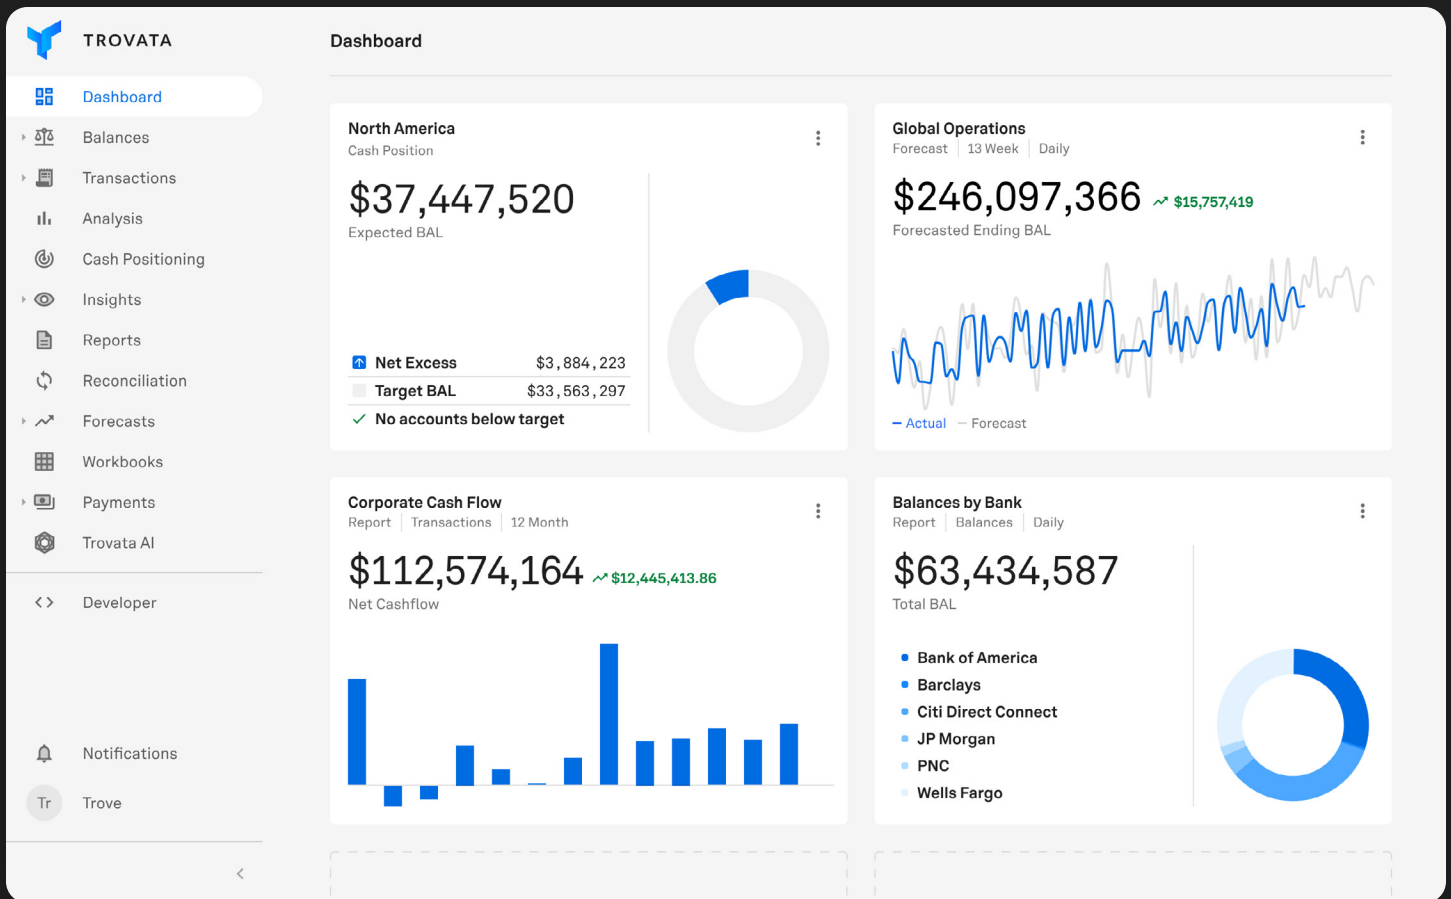 TROVATA
Dashboard
Balances
Transactions
Analysis
Cash Positioning
Insights
Reports
Reconciliation
Forecasts
Workbooks
Payments
Trovata AI
Developer
Notifications
Tr Trove
Dashboard
North America
Cash Position
$37,447,520
Expected BAL
Net Excess $3,884,223
Target BAL $33,563,297
No accounts below target
Global Operations
Forecast 13 Week Daily
$246,097,366 $15,757,419
Forecasted Ending BAL
Actual Forecast
Corporate Cash Flow
Report Transactions 12 Month
$112,574,164 $12,445,413.86
Net Cashflow
Balances by Bank
Report Balances Daily
$63,434,587
Total BAL
Bank of America
Barclays
Citi Direct Connect
JP Morgan
PNC
Wells Fargo